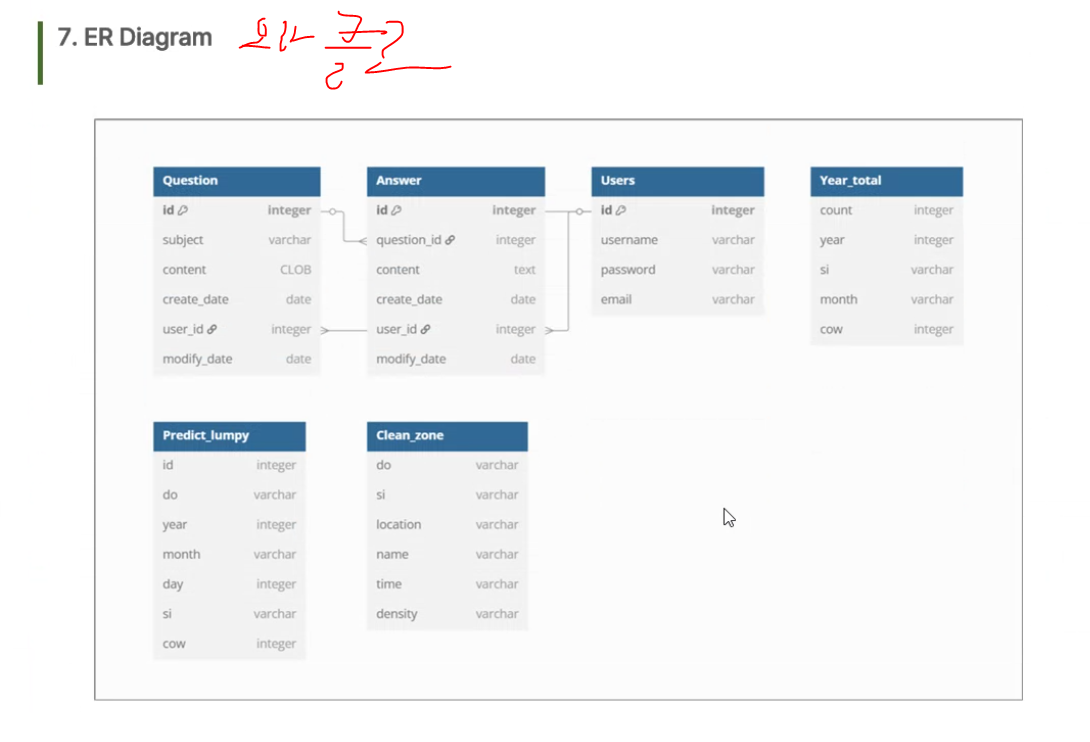 7. ER Diagram
Question
id integer
subject varchar
content CLOB
create_date date
user_id integer
modify_date date
Answer
id integer
question_id integer
content text
create_date date
user_id integer
modify_date date
Users
id integer
username varchar
password varchar
email varchar
Year_total
count integer
year integer
si varchar
month varchar
cow integer
Predict_lumpy
id integer
do varchar
year integer
month varchar
day integer
si varchar
cow integer
Clean_zone
do varchar
si varchar
location varchar
name varchar
time varchar
density varchar